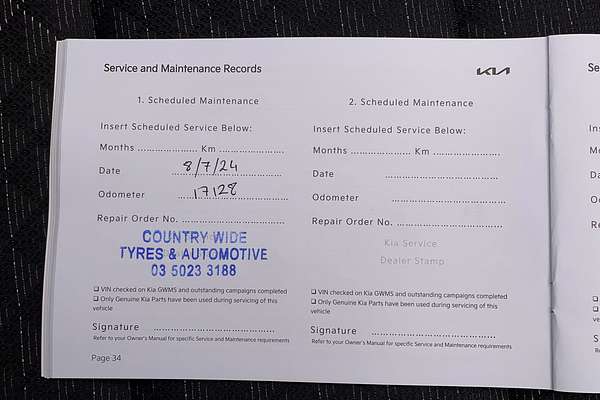 Service and Maintenance Records
KIA
1. Scheduled Maintenance
Insert Scheduled Service Below:
Months ..................... Km ........................
Date 8/7/24
Odometer 17128
Repair Order No. ................................
COUNTRY WIDE
TYRES & AUTOMOTIVE
03 5023 3188
❑ VIN checked on Kia GWMS and outstanding campaigns completed
❑ Only Genuine Kia Parts have been used during servicing of this
vehicle
Signature ........................................
Refer to your Owner's Manual for specific Service and Maintenance requirements
Page 34
2. Scheduled Maintenance
Insert Scheduled Service Below:
Months ..................... Km ........................
Date ..................................
Odometer ..................................
Repair Order No. ................................
Kia Service
Dealer Stamp
❑ VIN checked on Kia GWMS and outstanding campaigns completed
❑ Only Genuine Kia Parts have been used during servicing of this
vehicle
Signature ........................................
Refer to your Owner's Manual for specific Service and Maintenance requirements
Se